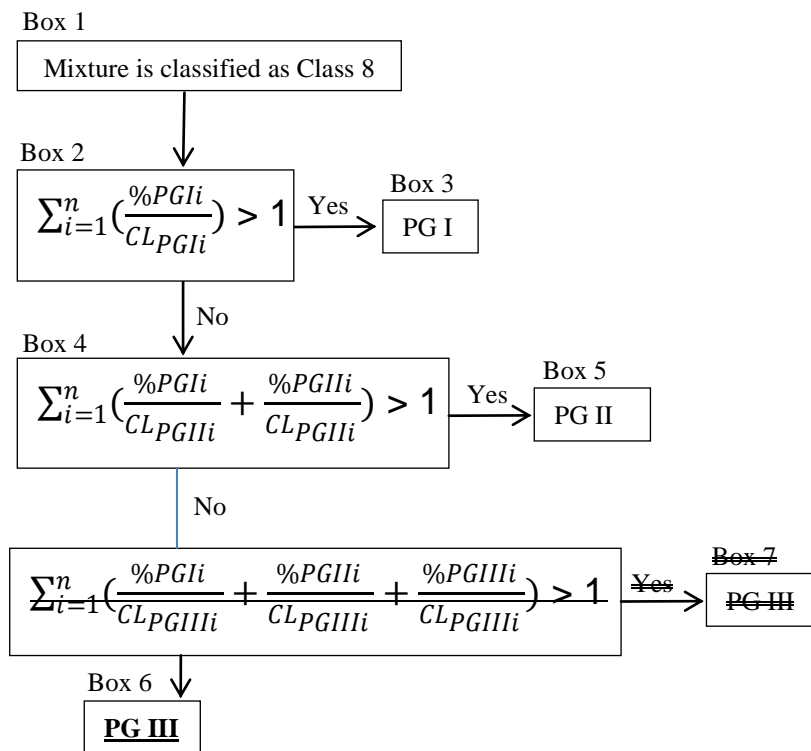 Box 1
Mixture is classified as Class 8
Box 2
∑ⁿᵢ₌₁(%PGIi/CL_PGIi) > 1
Yes
Box 3
PG I
No
Box 4
∑ⁿᵢ₌₁(%PGIi/CL_PGIIi + %PGIIi/CL_PGIIi) > 1
Yes
Box 5
PG II
No
∑ⁿᵢ₌₁(%PGIi/CL_PGIIIi + %PGIIi/CL_PGIIIi + %PGIIIi/CL_PGIIIi) > 1
Yes
Box 7
PG III
Box 6
PG III